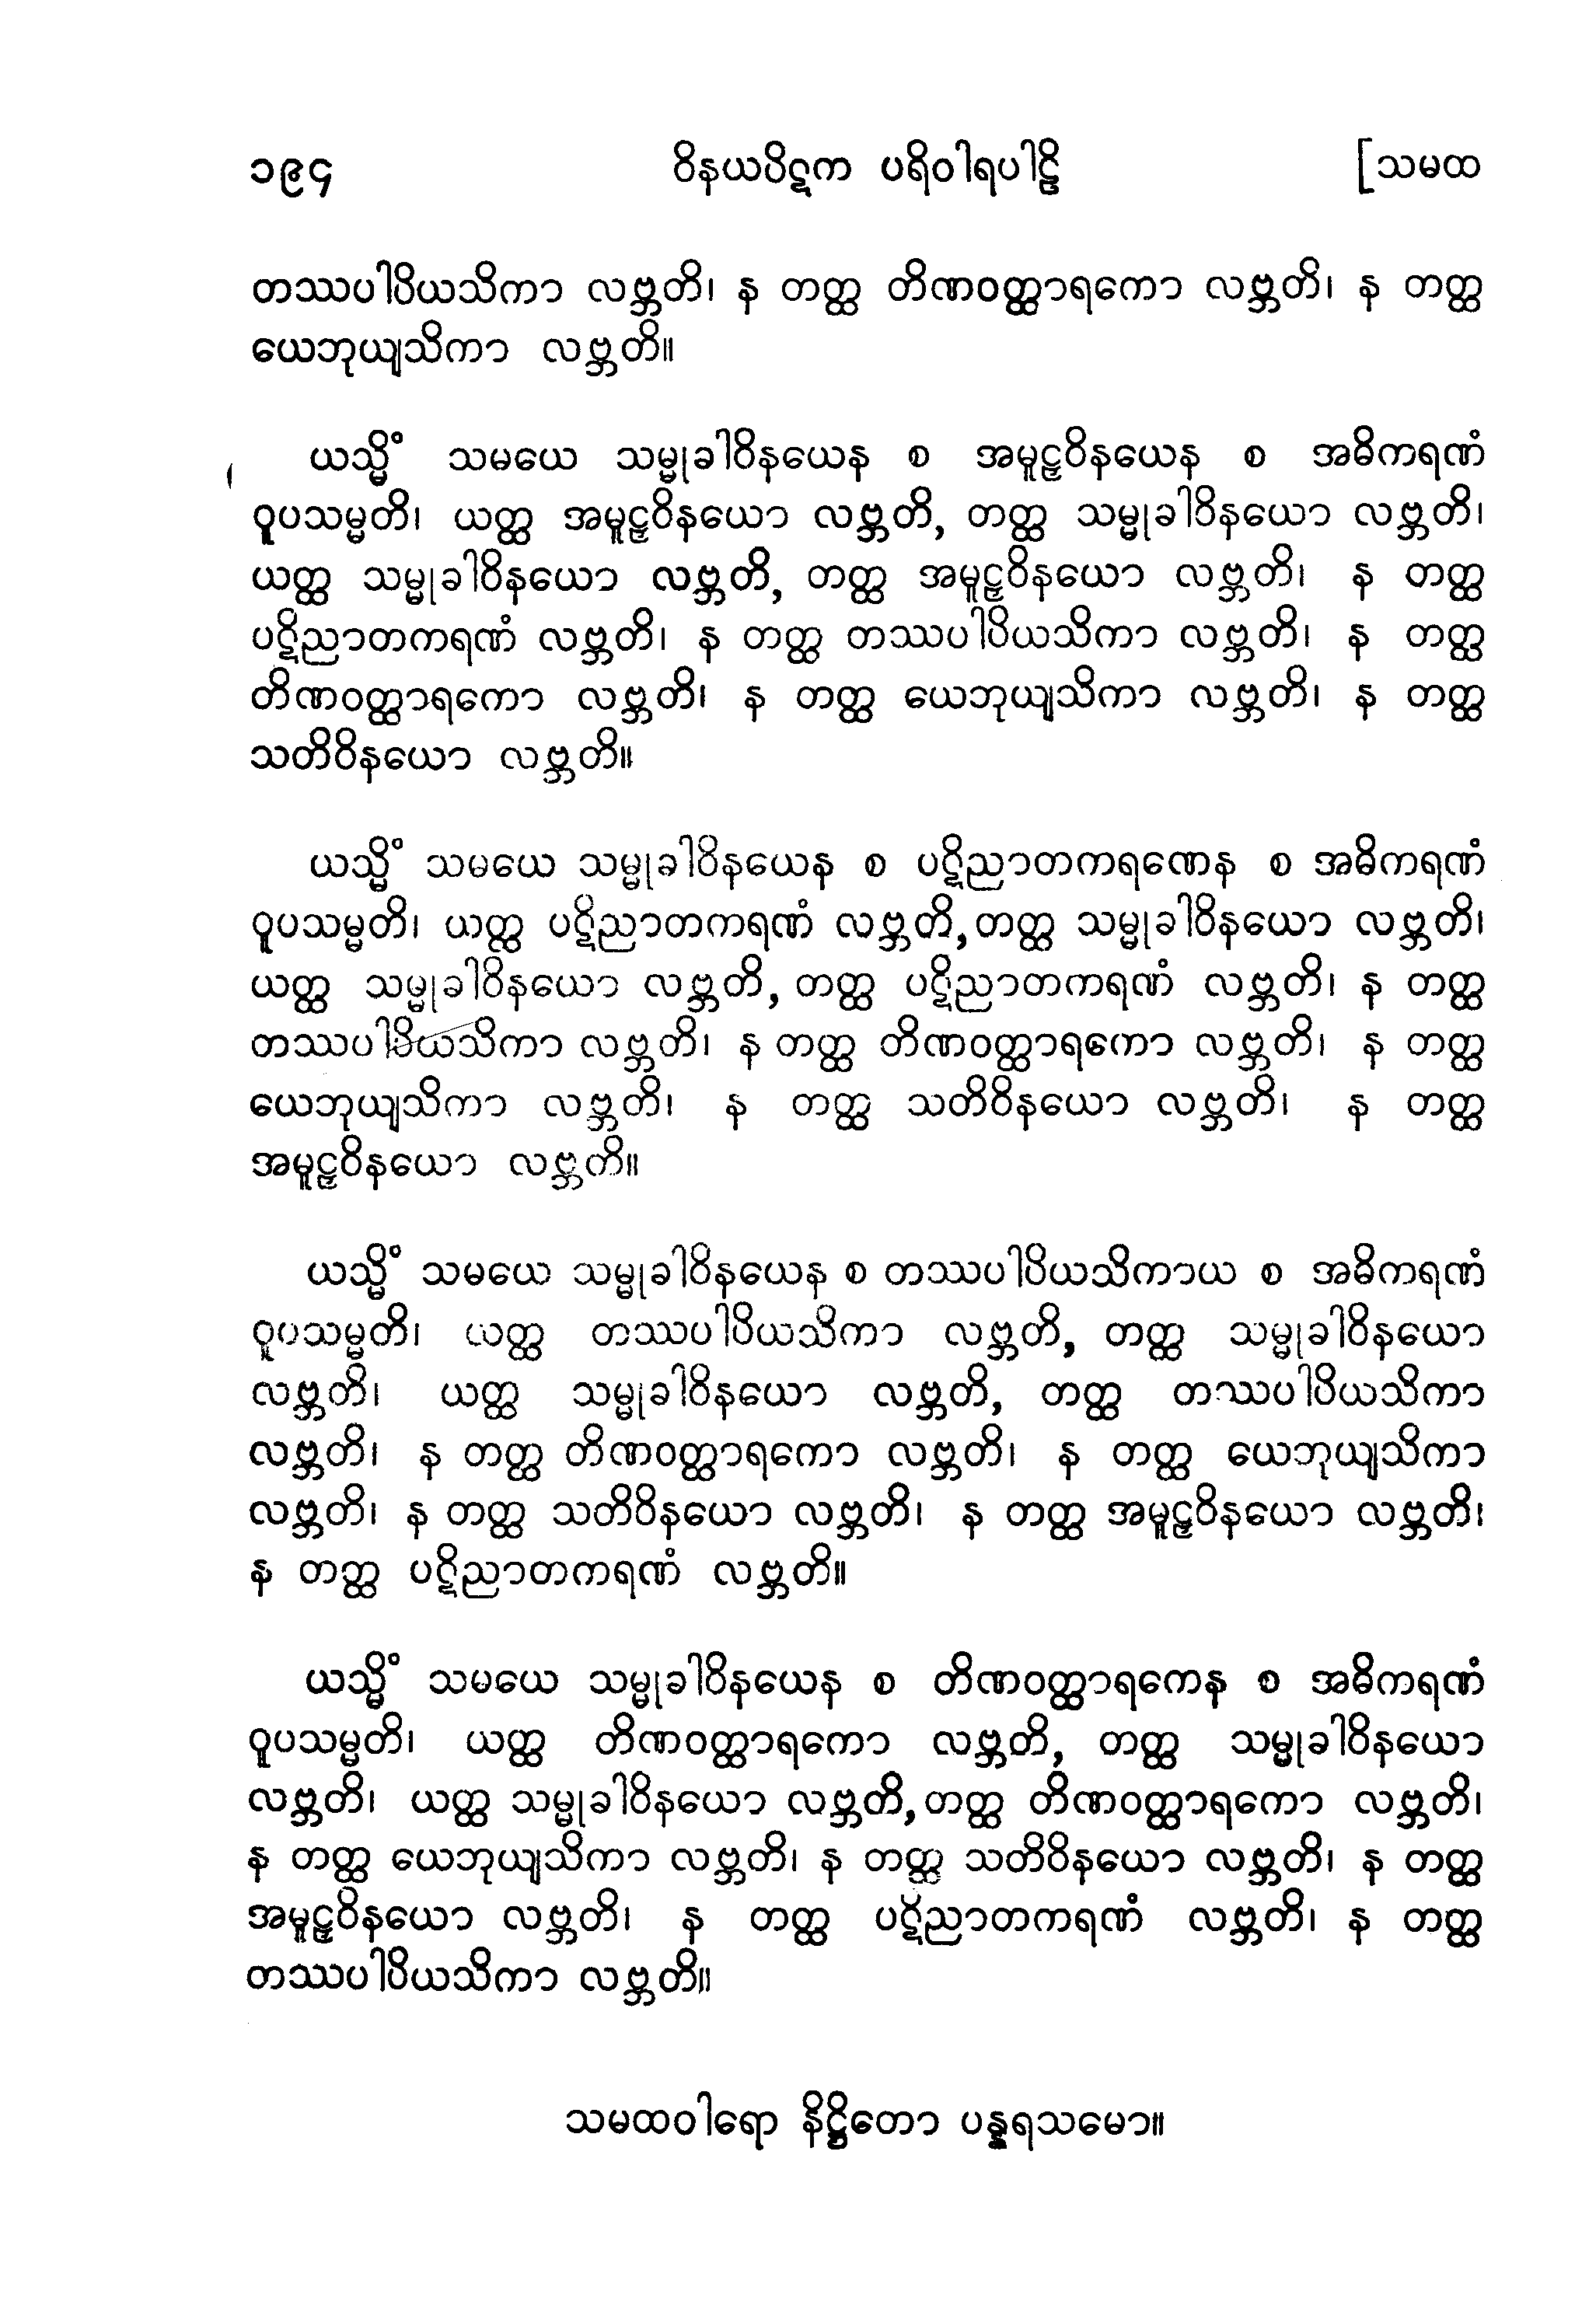 ၁၉၄ ဝိနယပိဋက ပရိဝါရပါဠိ [သမထ
တဿပါပိယသိကာ လဗ္ဘတိ၊ န တတ္ထ တိဏဝတ္ထာရကော လဗ္ဘတိ၊ န တတ္ထ
ယေဘုယျသိကာ လဗ္ဘတိ။
ယသ္မိံ သမယေ သမ္မုခါဝိနယေန စ အမူဠှဝိနယေန စ အဓိကရဏံ
ဝူပသမ္မတိ၊ ယတ္ထ အမူဠှဝိနယော လဗ္ဘတိ, တတ္ထ သမ္မုခါဝိနယော လဗ္ဘတိ၊
ယတ္ထ သမ္မုခါဝိနယော လဗ္ဘတိ, တတ္ထ အမူဠှဝိနယော လဗ္ဘတိ၊ န တတ္ထ
ပဋိညာတကရဏံ လဗ္ဘတိ၊ န တတ္ထ တဿပါပိယသိကာ လဗ္ဘတိ၊ န တတ္ထ
တိဏဝတ္ထာရကော လဗ္ဘတိ၊ န တတ္ထ ယေဘုယျသိကာ လဗ္ဘတိ၊ န တတ္ထ
သတိဝိနယော လဗ္ဘတိ။
ယသ္မိံ သမယေ သမ္မုခါဝိနယေန စ ပဋိညာတကရဏေန စ အဓိကရဏံ
ဝူပသမ္မတိ၊ ယတ္ထ ပဋိညာတကရဏံ လဗ္ဘတိ, တတ္ထ သမ္မုခါဝိနယော လဗ္ဘတိ၊
ယတ္ထ သမ္မုခါဝိနယော လဗ္ဘတိ, တတ္ထ ပဋိညာတကရဏံ လဗ္ဘတိ၊ န တတ္ထ
တဿပါပိယသိကာ လဗ္ဘတိ၊ န တတ္ထ တိဏဝတ္ထာရကော လဗ္ဘတိ၊ န တတ္ထ
ယေဘုယျသိကာ လဗ္ဘတိ၊ န တတ္ထ သတိဝိနယော လဗ္ဘတိ၊ န တတ္ထ
အမူဠှဝိနယော လဗ္ဘတိ။
ယသ္မိံ သမယေ သမ္မုခါဝိနယေန စ တဿပါပိယသိကာယ စ အဓိကရဏံ
ဝူပသမ္မတိ၊ ယတ္ထ တဿပါပိယသိကာ လဗ္ဘတိ, တတ္ထ သမ္မုခါဝိနယော
လဗ္ဘတိ၊ ယတ္ထ သမ္မုခါဝိနယော လဗ္ဘတိ, တတ္ထ တဿပါပိယသိကာ
လဗ္ဘတိ၊ န တတ္ထ တိဏဝတ္ထာရကော လဗ္ဘတိ၊ န တတ္ထ ယေဘုယျသိကာ
လဗ္ဘတိ၊ န တတ္ထ သတိဝိနယော လဗ္ဘတိ၊ န တတ္ထ အမူဠှဝိနယော လဗ္ဘတိ၊
န တတ္ထ ပဋိညာတကရဏံ လဗ္ဘတိ။
ယသ္မိံ သမယေ သမ္မုခါဝိနယေန စ တိဏဝတ္ထာရကေန စ အဓိကရဏံ
ဝူပသမ္မတိ၊ ယတ္ထ တိဏဝတ္ထာရကော လဗ္ဘတိ, တတ္ထ သမ္မုခါဝိနယော
လဗ္ဘတိ၊ ယတ္ထ သမ္မုခါဝိနယော လဗ္ဘတိ, တတ္ထ တိဏဝတ္ထာရကော လဗ္ဘတိ၊
န တတ္ထ ယေဘုယျသိကာ လဗ္ဘတိ၊ န တတ္ထ သတိဝိနယော လဗ္ဘတိ၊ န တတ္ထ
အမူဠှဝိနယော လဗ္ဘတိ၊ န တတ္ထ ပဋိညာတကရဏံ လဗ္ဘတိ၊ န တတ္ထ
တဿပါပိယသိကာ လဗ္ဘတိ။
သမထဝါရော နိဋ္ဌိတော ပန္နရသမော။